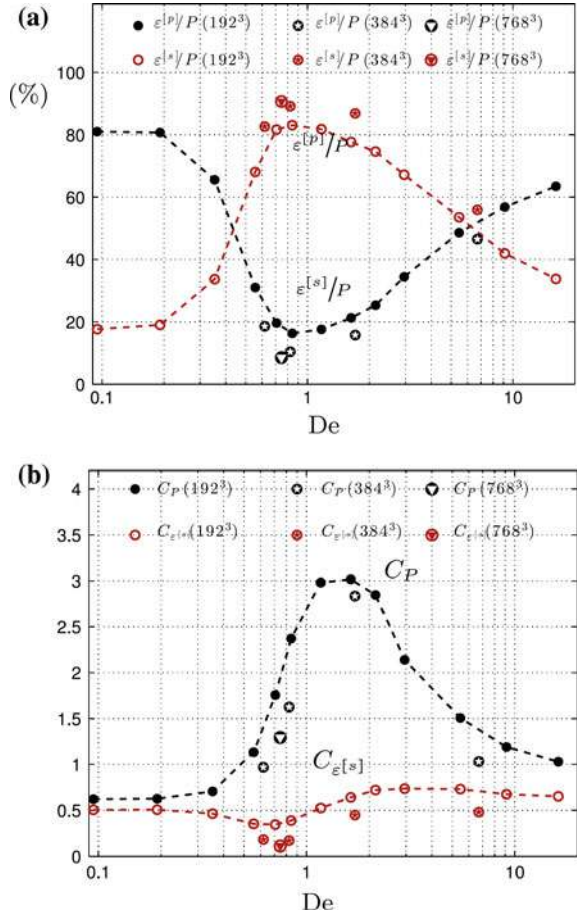 (a)
ε^[p]/P (192³) ε^[p]/P (384³) ε^[p]/P (768³)
ε^[s]/P (192³) ε^[s]/P (384³) ε^[s]/P (768³)
(%)
100
80
60
40
20
0
ε^[p]/P
ε^[s]/P
0.1 1 10
De
(b)
C_P (192³) C_P (384³) C_P (768³)
C_ε^[s] (192³) C_ε^[s] (384³) C_ε^[s] (768³)
4
3.5
3
2.5
2
1.5
1
0.5
0
C_P
C_ε^[s]
0.1 1 10
De